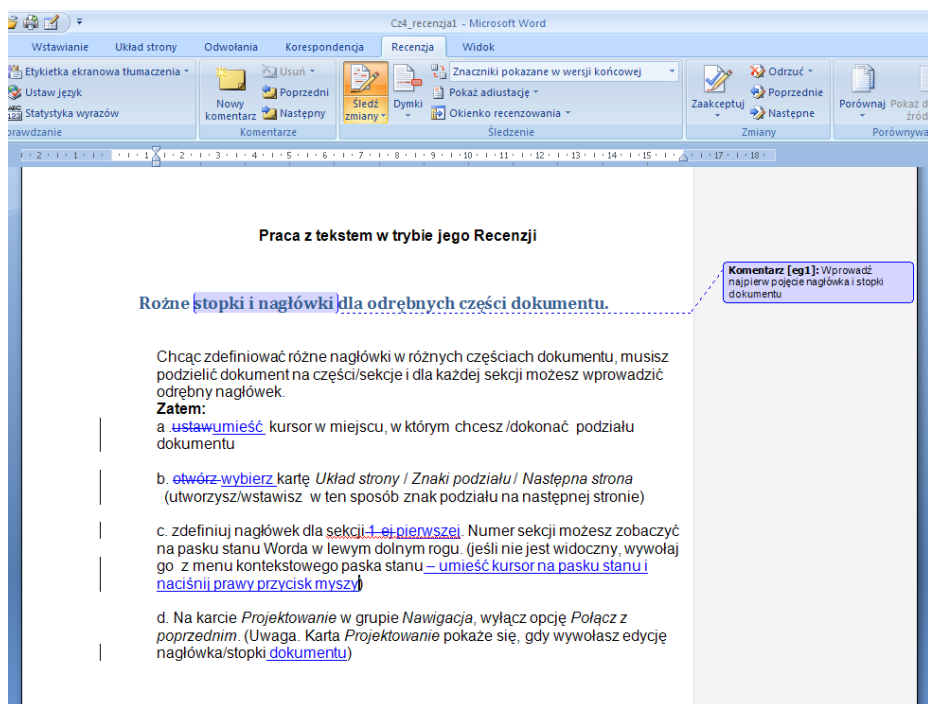 Cz4_recenzja1 - Microsoft Word
Wstawianie Układ strony Odwołania Korespondencja Recenzja Widok
Etykietka ekranowa tłumaczenia
Ustaw język
Statystyka wyrazów
Nowy komentarz
Usuń
Poprzedni
Następny
Komentarze
Śledź zmiany
Dymki
Znaczniki pokazane w wersji końcowej
Pokaż adiustację
Okienko recenzowania
Śledzenie
Zaakceptuj
Odrzuć
Poprzednie
Następne
Zmiany
Porównaj
Pokaż
Praca z tekstem w trybie jego Recenzji
Komentarz [eg1]: Wprowadź
najpierw pojęcie nagłówka i stopki
dokumentu
Rożne stopki i nagłówki dla odrębnych części dokumentu.
Chcąc zdefiniować różne nagłówki w różnych częściach dokumentu, musisz
podzielić dokument na części/sekcje i dla każdej sekcji możesz wprowadzić
odrębny nagłówek.
Zatem:
a .ustawumieść kursor w miejscu, w którym chcesz /dokonać podziału
dokumentu
b. otwórz wybierz kartę Układ strony / Znaki podziału / Następna strona
(utworzysz/wstawisz w ten sposób znak podziału na następnej stronie)
c. zdefiniuj nagłówek dla sekcji 1-ej pierwszej. Numer sekcji możesz zobaczyć
na pasku stanu Worda w lewym dolnym rogu. (jeśli nie jest widoczny, wywołaj
go z menu kontekstowego paska stanu – umieść kursor na pasku stanu i
naciśnij prawy przycisk myszy)
d. Na karcie Projektowanie w grupie Nawigacja, wyłącz opcję Połącz z
poprzednim. (Uwaga. Karta Projektowanie pokaże się, gdy wywołasz edycję
nagłówka/stopki dokumentu)